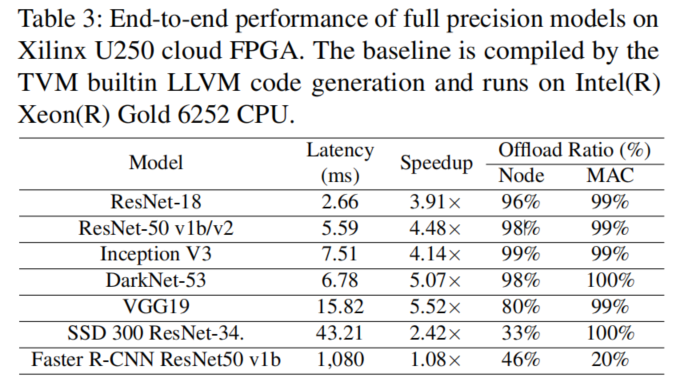 Table 3: End-to-end performance of full precision models on
Xilinx U250 cloud FPGA. The baseline is compiled by the
TVM builtin LLVM code generation and runs on Intel(R)
Xeon(R) Gold 6252 CPU.
Model Latency (ms) Speedup Offload Ratio (%)
Node MAC
ResNet-18 2.66 3.91× 96% 99%
ResNet-50 v1b/v2 5.59 4.48× 98% 99%
Inception V3 7.51 4.14× 99% 99%
DarkNet-53 6.78 5.07× 98% 100%
VGG19 15.82 5.52× 80% 99%
SSD 300 ResNet-34. 43.21 2.42× 33% 100%
Faster R-CNN ResNet50 v1b 1,080 1.08× 46% 20%